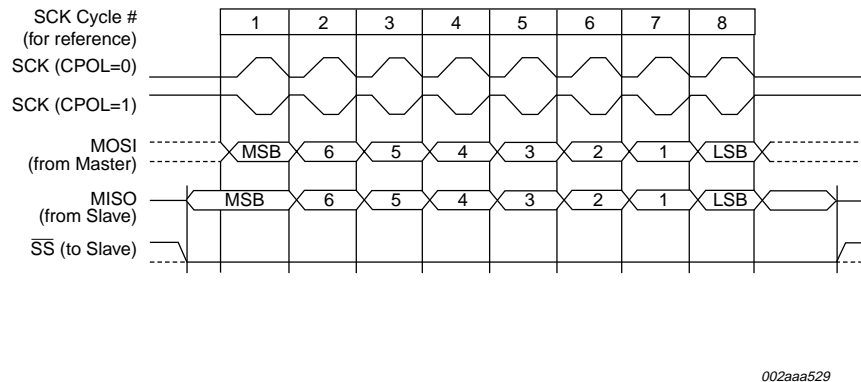 SCK Cycle # 1 2 3 4 5 6 7 8
(for reference)
SCK (CPOL=0)
SCK (CPOL=1)
MOSI MSB 6 5 4 3 2 1 LSB
(from Master)
MISO MSB 6 5 4 3 2 1 LSB
(from Slave)
SS (to Slave)
002aaa529